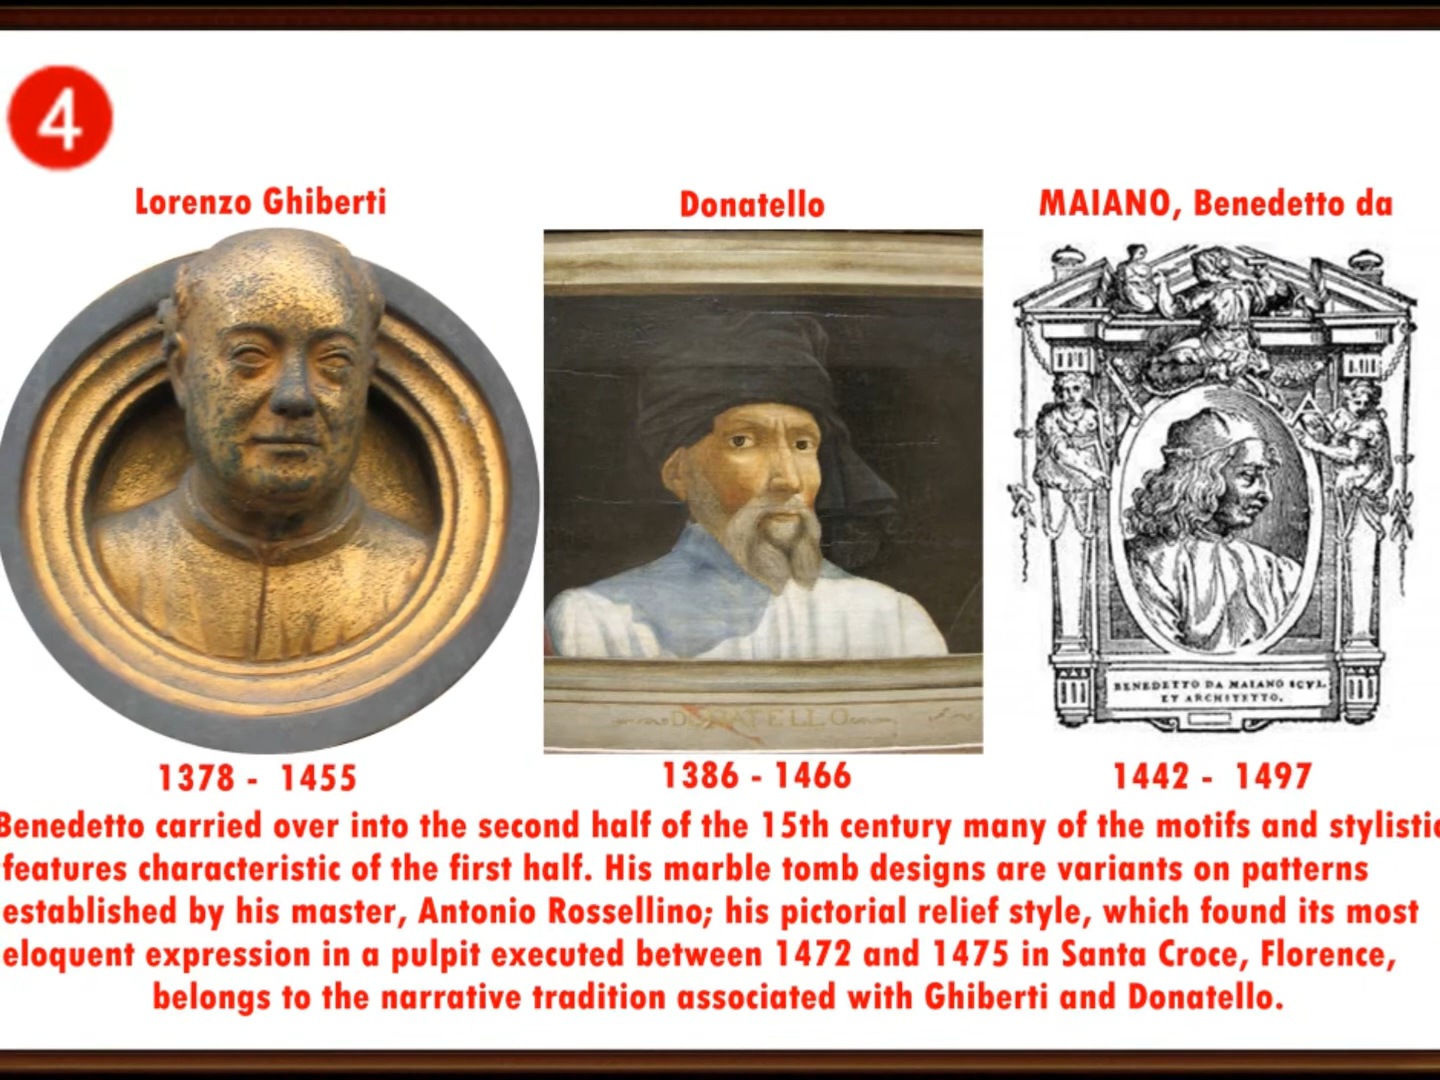 4
Lorenzo Ghiberti
Donatello
MAIANO, Benedetto da
DONATELLO
BENEDETTO DA MAIANO SCVL.
ET ARCHITETTO.
1378 - 1455
1386 - 1466
1442 - 1497
Benedetto carried over into the second half of the 15th century many of the motifs and stylistic
features characteristic of the first half. His marble tomb designs are variants on patterns
established by his master, Antonio Rossellino; his pictorial relief style, which found its most
eloquent expression in a pulpit executed between 1472 and 1475 in Santa Croce, Florence,
belongs to the narrative tradition associated with Ghiberti and Donatello.